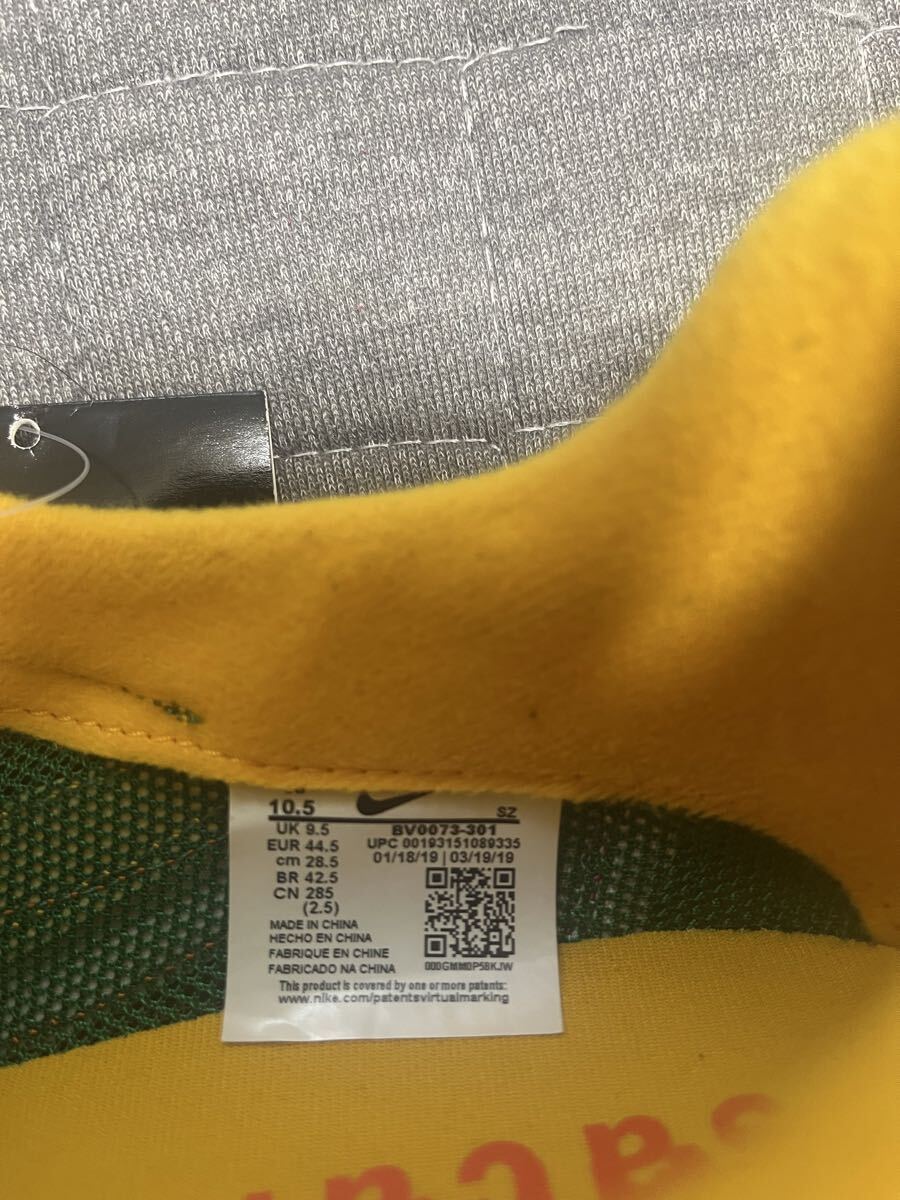 10.5
SZ
UK 9.5
BV0073-301
EUR 44.5
UPC 00193151089335
cm 28.5
01/18/19 | 03/19/19
BR 42.5
CN 285
(2.5)
MADE IN CHINA
HECHO EN CHINA
FABRIQUE EN CHINE
FABRICADO NA CHINA
000GMM0P58KJW
This product is covered by one or more patents:
www.nike.com/patentsvirtualmarking
sacai